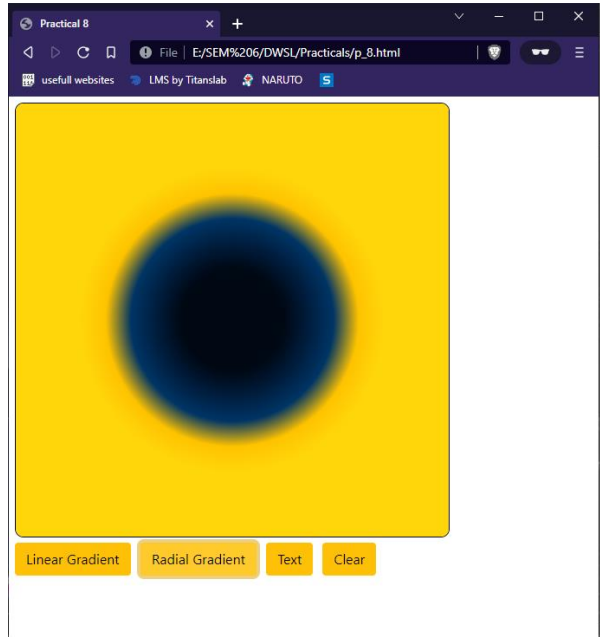 Practical 8
File | E:/SEM%206/DWSL/Practicals/p_8.html
usefull websites LMS by Titanslab NARUTO S
Linear Gradient Radial Gradient Text Clear